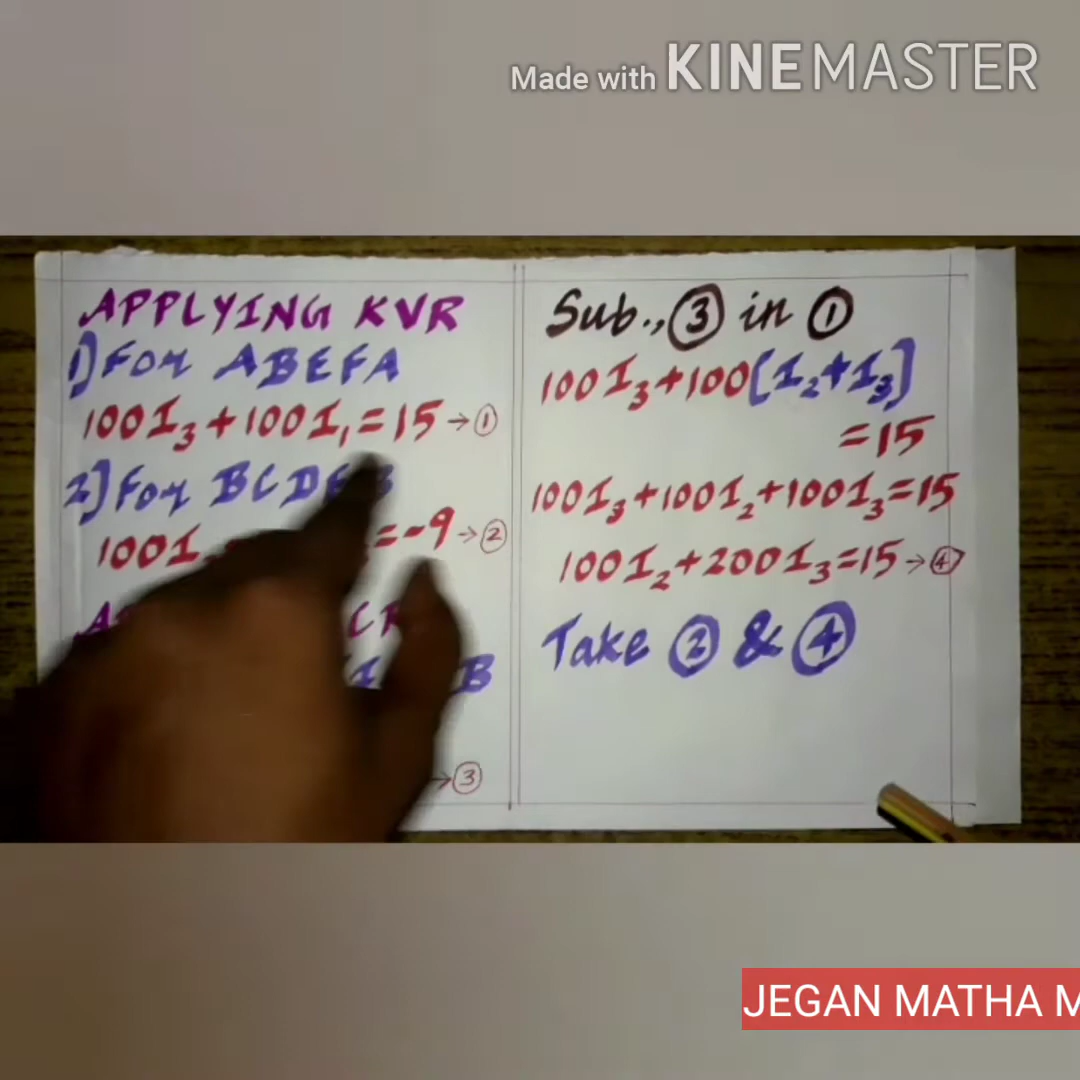 Made with KINEMASTER
APPLYING KVR
1) For ABEFA
100I₃ + 100I₁ = 15 → ①
2) For BCDEB
100I = -9 → ②
B
→ ③
Sub., ③ in ①
100I₃ + 100[I₂ + I₃]
= 15
100I₃ + 100I₂ + 100I₃ = 15
100I₂ + 200I₃ = 15 → ④
Take ② & ④
JEGAN MATHA M